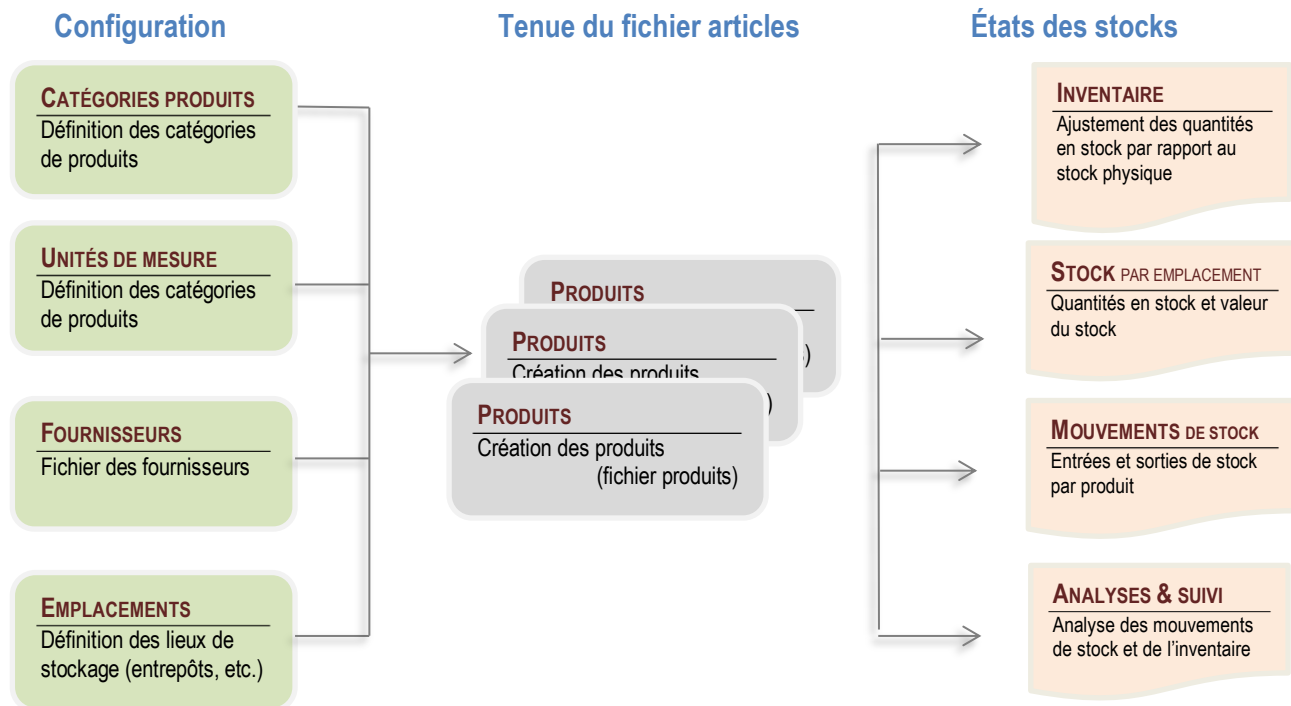 Configuration
Tenue du fichier articles
États des stocks
CATÉGORIES PRODUITS
Définition des catégories
de produits
UNITÉS DE MESURE
Définition des catégories
de produits
FOURNISSEURS
Fichier des fournisseurs
EMPLACEMENTS
Définition des lieux de
stockage (entrepôts, etc.)
PRODUITS
PRODUITS
Création des produits
PRODUITS
Création des produits
(fichier produits)
INVENTAIRE
Ajustement des quantités
en stock par rapport au
stock physique
STOCK PAR EMPLACEMENT
Quantités en stock et valeur
du stock
MOUVEMENTS DE STOCK
Entrées et sorties de stock
par produit
ANALYSES & SUIVI
Analyse des mouvements
de stock et de l'inventaire